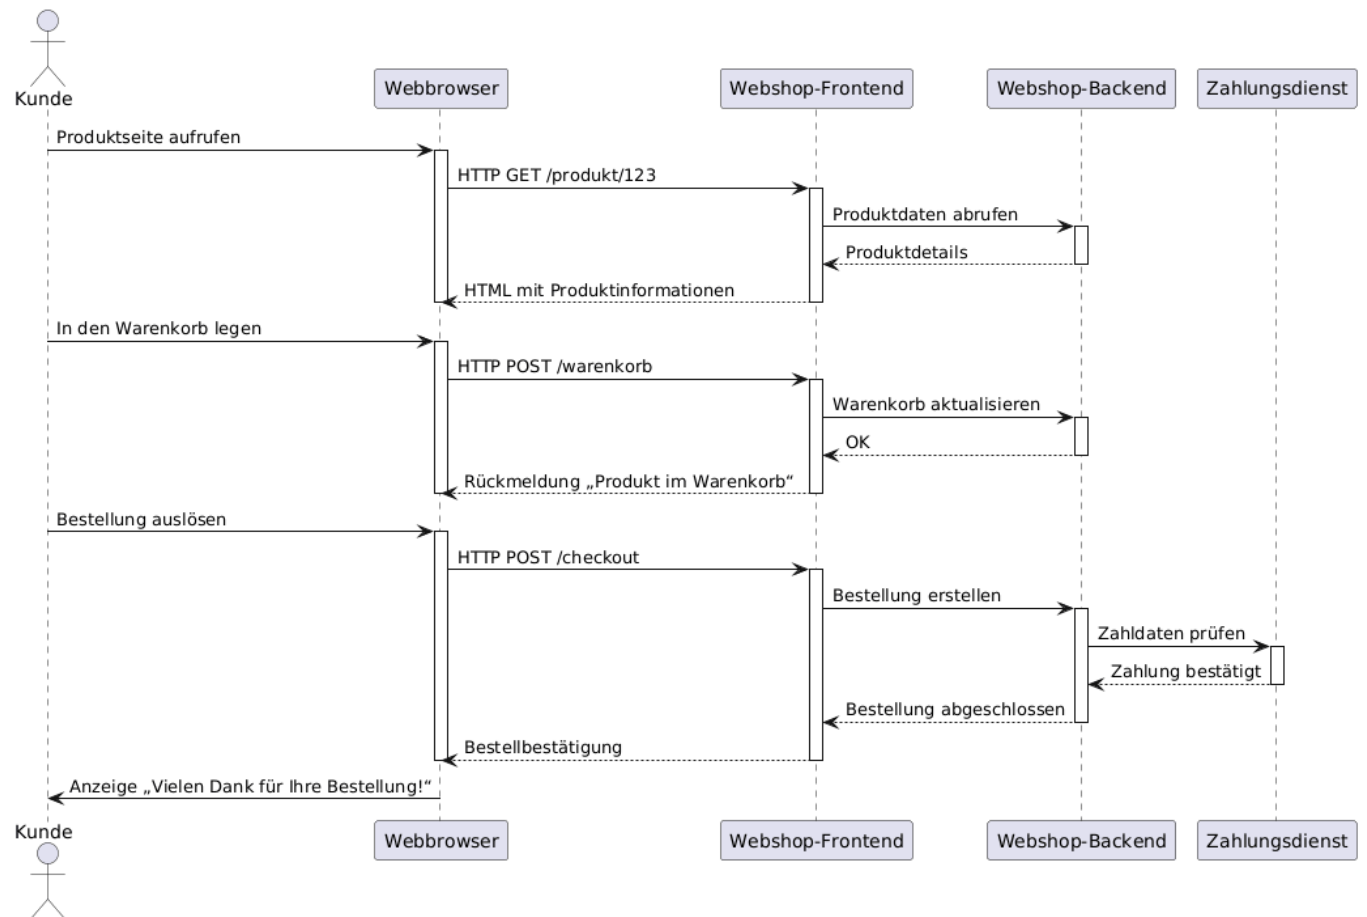 Kunde
Webbrowser
Webshop-Frontend
Webshop-Backend
Zahlungsdienst
Produktseite aufrufen
HTTP GET /produkt/123
Produktdaten abrufen
Produktdetails
HTML mit Produktinformationen
In den Warenkorb legen
HTTP POST /warenkorb
Warenkorb aktualisieren
OK
Rückmeldung „Produkt im Warenkorb“
Bestellung auslösen
HTTP POST /checkout
Bestellung erstellen
Zahldaten prüfen
Zahlung bestätigt
Bestellung abgeschlossen
Bestellbestätigung
Anzeige „Vielen Dank für Ihre Bestellung!“
Kunde
Webbrowser
Webshop-Frontend
Webshop-Backend
Zahlungsdienst